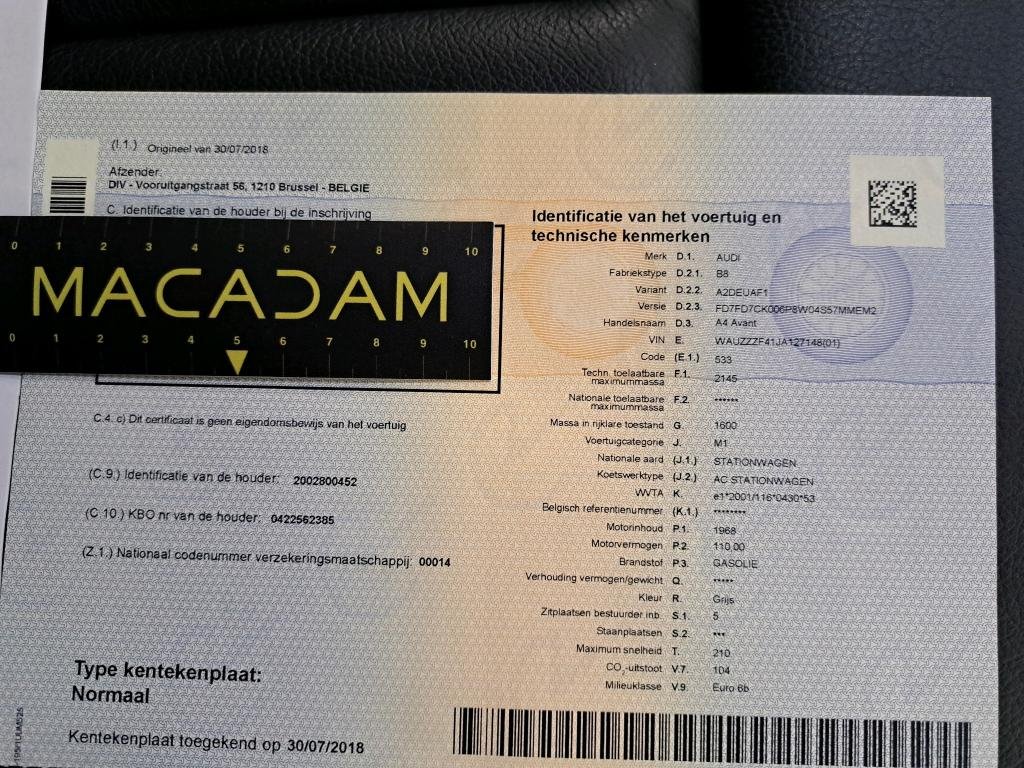 (I.1.) Origineel van 30/07/2018
Afzender:
DIV - Vooruitgangstraat 56, 1210 Brussel - BELGIE
C. Identificatie van de houder bij de inschrijving
0 1 2 3 4 5 6 7 8 9 10
MACADAM
0 1 2 3 4 5 6 7 8 9 10
C.4. c) Dit certificaat is geen eigendomsbewijs van het voertuig
(C.9.) Identificatie van de houder: 2002800452
(C.10.) KBO nr van de houder: 0422562385
(Z.1.) Nationaal codenummer verzekeringsmaatschappij: 00014
Type kentekenplaat:
Normaal
Kentekenplaat toegekend op 30/07/2018
Identificatie van het voertuig en
technische kenmerken
Merk D.1. AUDI
Fabriekstype D.2.1. B8
Variant D.2.2. A2DEUAF1
Versie D.2.3. FD7FD7CK006P8W04S57MMEM2
Handelsnaam D.3. A4 Avant
VIN E. WAUZZZF41JA127148(01)
Code (E.1.) 533
Techn. toelaatbare
maximummassa F.1. 2145
Nationale toelaatbare
maximummassa F.2. ******
Massa in rijklare toestand G. 1600
Voertuigcategorie J. M1
Nationale aard (J.1.) STATIONWAGEN
Koetswerktype (J.2.) AC STATIONWAGEN
WVTA K. e1*2001/116*0430*53
Belgisch referentienummer (K.1.) ********
Motorinhoud P.1. 1968
Motorvermogen P.2. 110,00
Brandstof P.3. GASOLIE
Verhouding vermogen/gewicht Q. *****
Kleur R. Grijs
Zitplaatsen bestuurder inb. S.1. 5
Staanplaatsen S.2. ***
Maximum snelheid T. 210
CO2-uitstoot V.7. 104
Milieuklasse V.9. Euro 6b